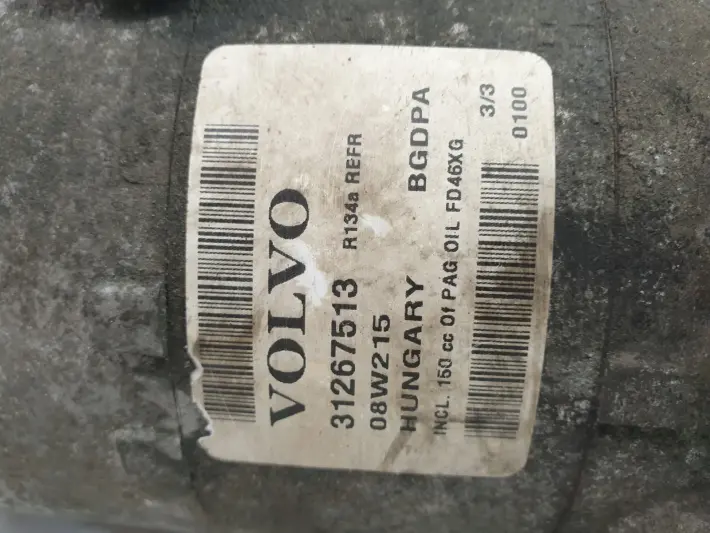 VOLVO
31267513 R134a REFR
08W215
HUNGARY BGDPA
INCL. 150 cc Of PAG OIL FD46XG
3/3
0100